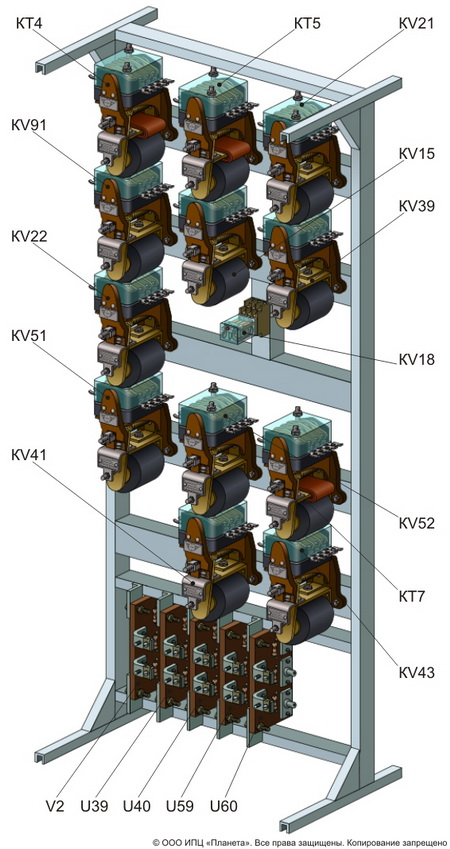 KT4
KT5
KV21
KV91
KV15
KV39
KV22
KV51
KV18
KV41
KV52
KT7
KV43
V2
U39
U40
U59
U60
© ООО ИПЦ «Планета». Все права защищены. Копирование запрещено